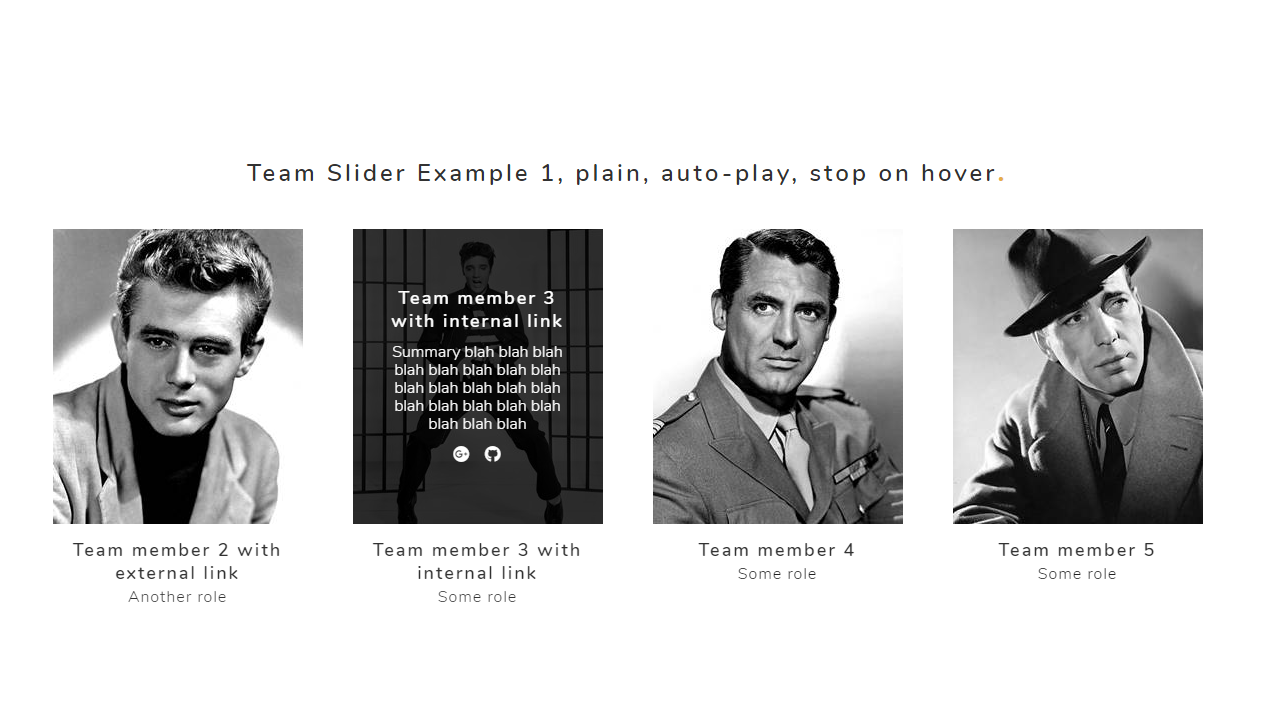 Team Slider Example 1, plain, auto-play, stop on hover.
Team member 3
with internal link
Summary blah blah blah
blah blah blah blah blah
blah blah blah blah blah
blah blah blah blah blah
blah blah blah
G+
Team member 2 with
external link
Another role
Team member 3 with
internal link
Some role
Team member 4
Some role
Team member 5
Some role